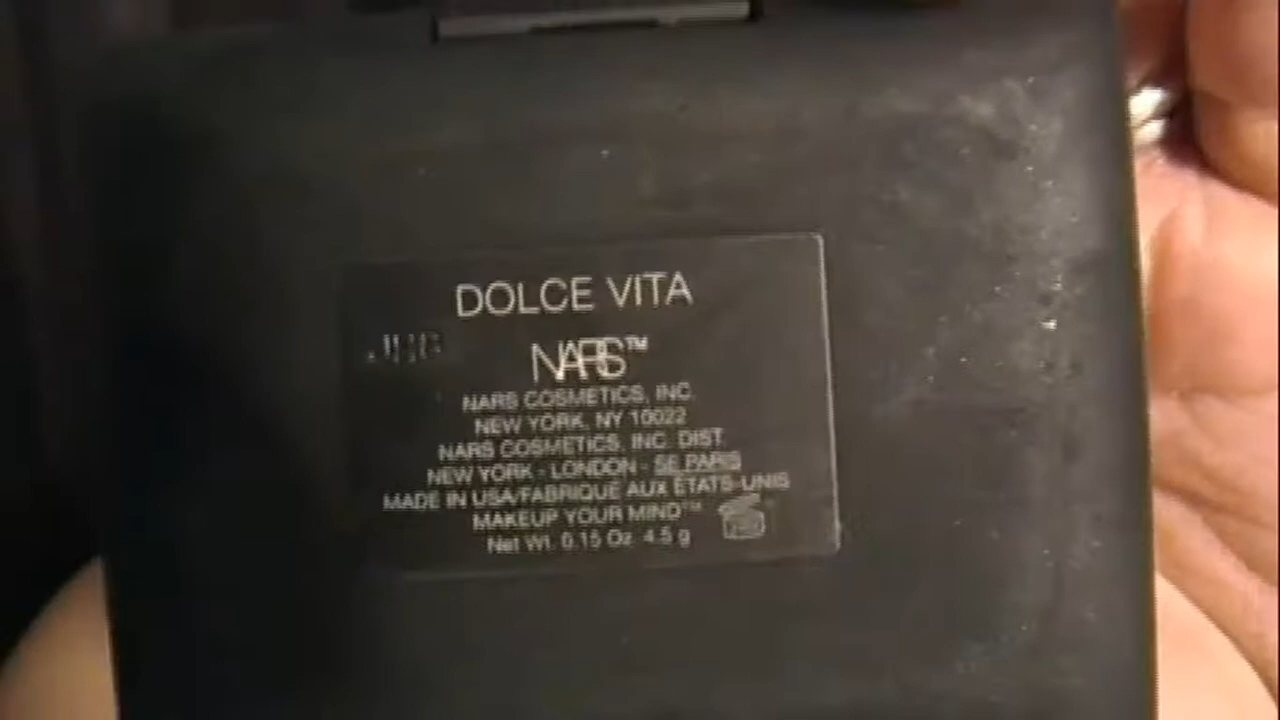 DOLCE VITA
NARS™
NARS COSMETICS, INC.
NEW YORK, NY 10022
NARS COSMETICS, INC. DIST.
NEW YORK - LONDON - SE PARIS
MADE IN USA/FABRIQUE AUX ÉTATS-UNIS
MAKEUP YOUR MIND™
Net Wt. 0.15 Oz. 4.5 g